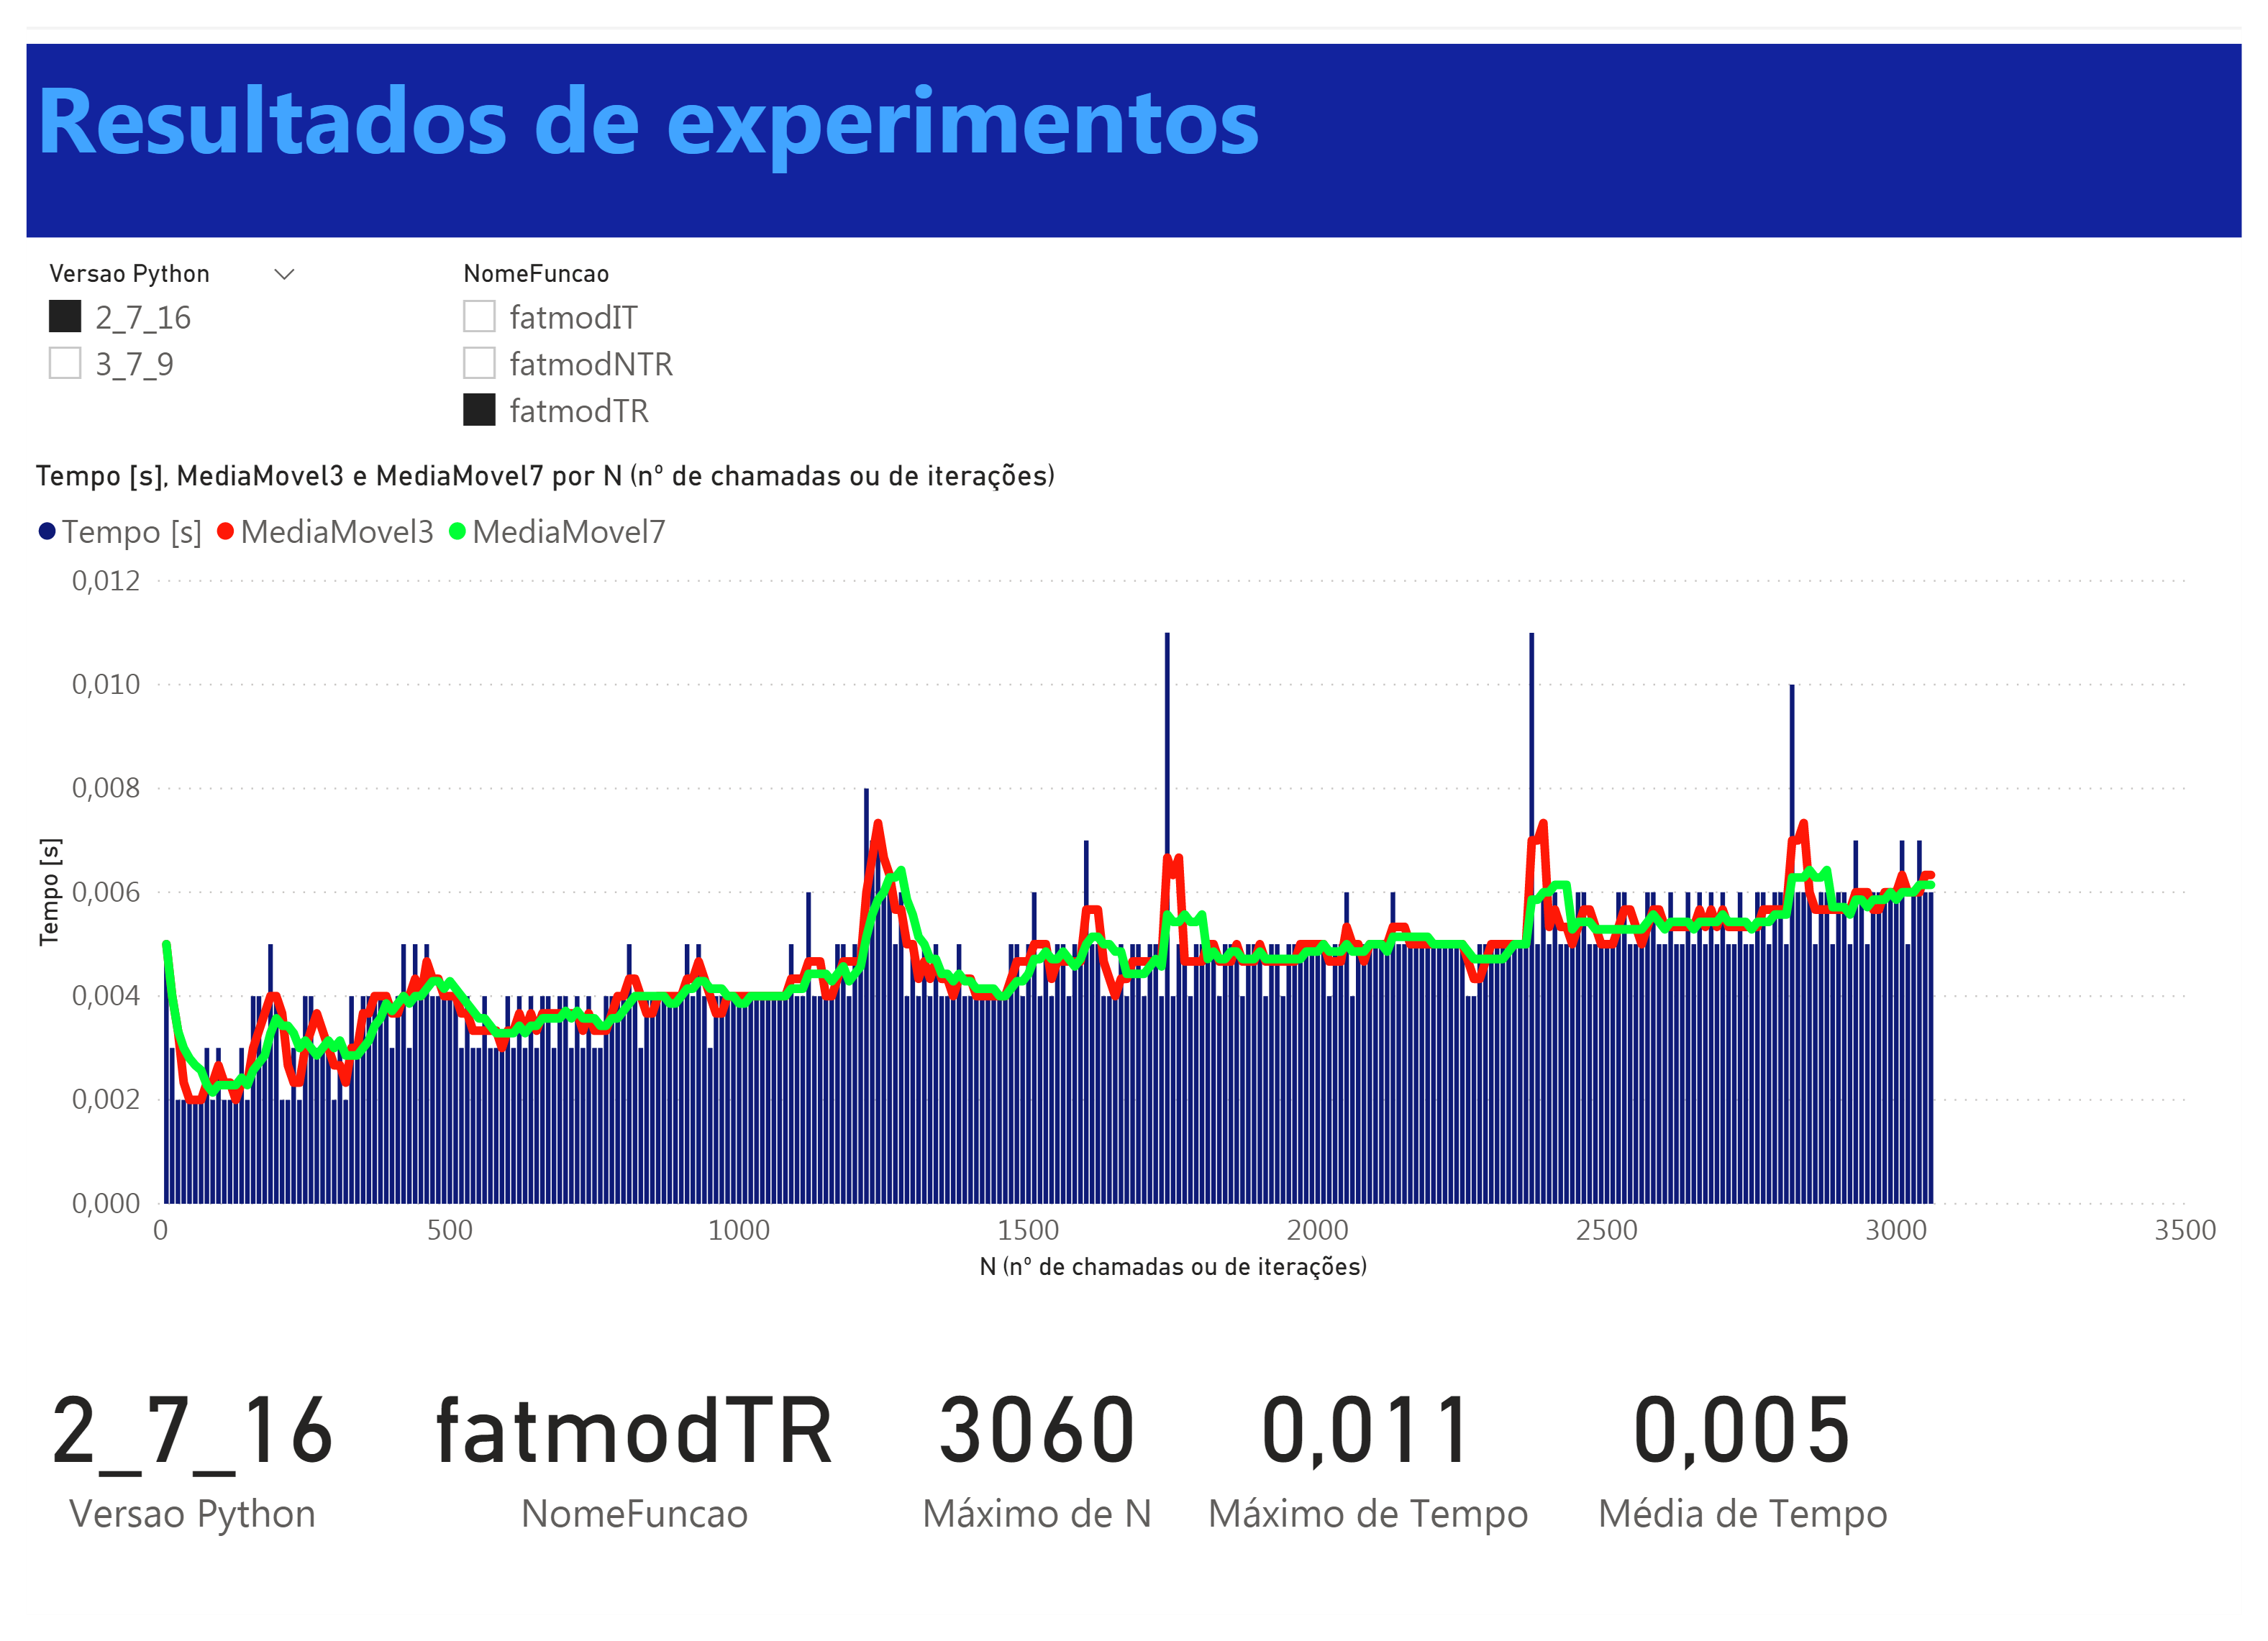 Resultados de experimentos
Versao Python
2_7_16
3_7_9
NomeFuncao
fatmodIT
fatmodNTR
fatmodTR
Tempo [s], MediaMovel3 e MediaMovel7 por N (nº de chamadas ou de iterações)
Tempo [s] MediaMovel3 MediaMovel7
0,012
0,010
0,008
0,006
0,004
0,002
0,000
Tempo [s]
0 500 1000 1500 2000 2500 3000 3500
N (nº de chamadas ou de iterações)
2_7_16 fatmodTR 3060 0,011 0,005
Versao Python NomeFuncao Máximo de N Máximo de Tempo Média de Tempo